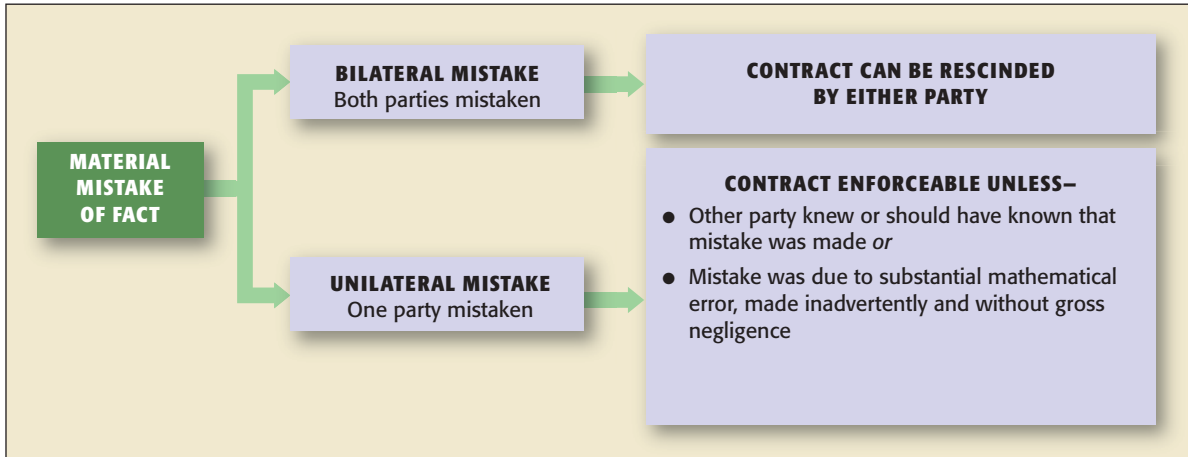 MATERIAL
MISTAKE
OF FACT
BILATERAL MISTAKE
Both parties mistaken
CONTRACT CAN BE RESCINDED
BY EITHER PARTY
UNILATERAL MISTAKE
One party mistaken
CONTRACT ENFORCEABLE UNLESS—
● Other party knew or should have known that
mistake was made or
● Mistake was due to substantial mathematical
error, made inadvertently and without gross
negligence